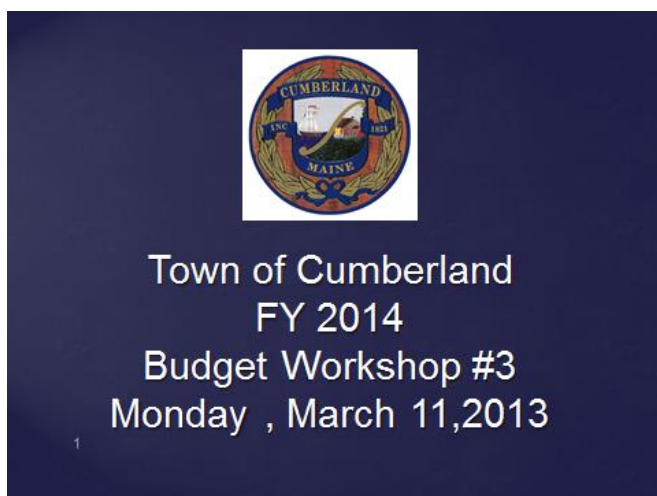 CUMBERLAND
INC 1821
MAINE
Town of Cumberland
FY 2014
Budget Workshop #3
Monday , March 11,2013
1